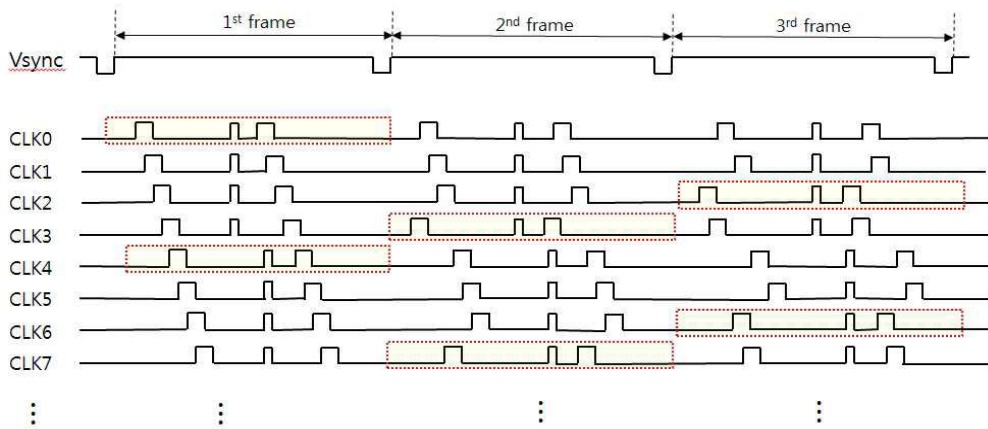 1st frame 2nd frame 3rd frame
Vsync
CLK0
CLK1
CLK2
CLK3
CLK4
CLK5
CLK6
CLK7